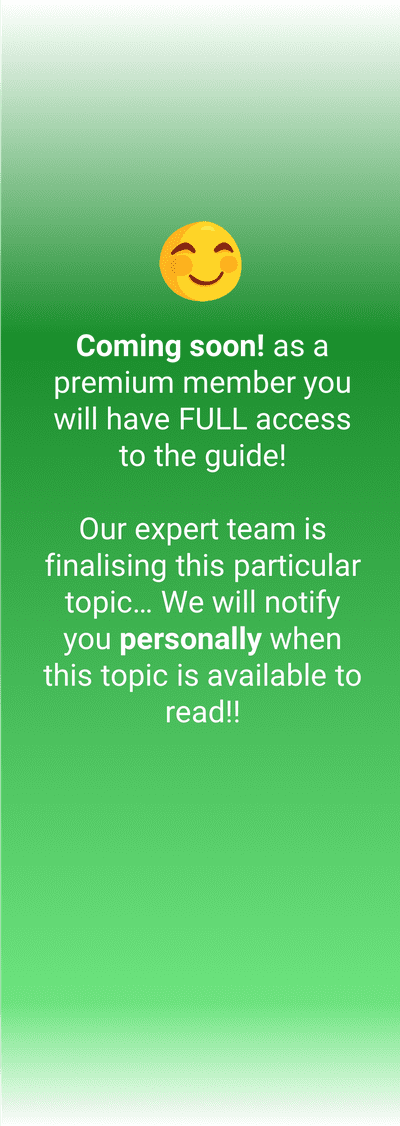 Coming soon! as a
premium member you
will have FULL access
to the guide!
Our expert team is
finalising this particular
topic... We will notify
you personally when
this topic is available to
read!!